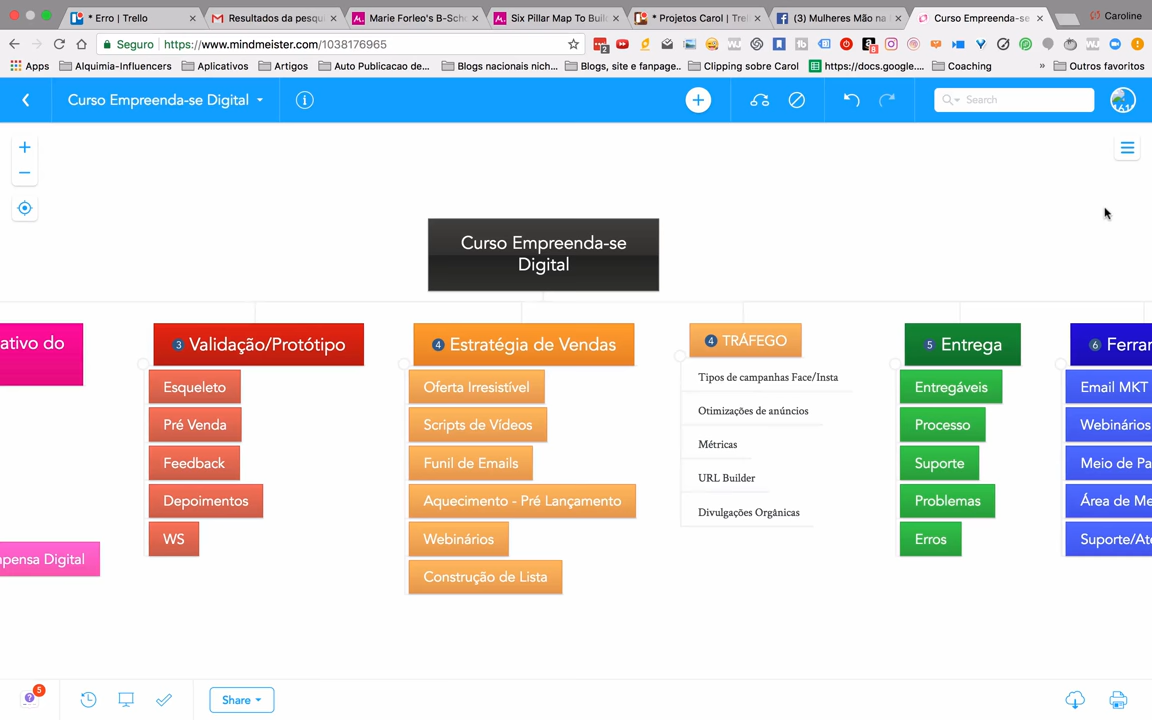 * Erro | Trello
Resultados da pesqu
Marie Forleo's B-Sch
Six Pillar Map To Buil
* Projetos Carol | Trel
(3) Mulheres Mão na
Curso Empreenda-se
Caroline
Seguro
https://www.mindmeister.com/1038176965
Apps
Alquimia-Influencers
Aplicativos
Artigos
Auto Publicacao de...
Blogs nacionais nich...
Blogs, site e fanpage..
Clipping sobre Carol
https://docs.google....
Coaching
»
Outros favoritos
Curso Empreenda-se Digital
Search
Curso Empreenda-se
Digital
ativo do
3 Validação/Protótipo
4 Estratégia de Vendas
4 TRÁFEGO
5 Entrega
6 Ferrar
Esqueleto
Pré Venda
Feedback
Depoimentos
WS
Oferta Irresistível
Scripts de Vídeos
Funil de Emails
Aquecimento - Pré Lançamento
Webinários
Construção de Lista
Tipos de campanhas Face/Insta
Otimizações de anúncios
Métricas
URL Builder
Divulgações Orgânicas
Entregáveis
Processo
Suporte
Problemas
Erros
Email MKT
Webinários
Meio de Pa
Área de Me
Suporte/Ate
mpensa Digital
5
Share